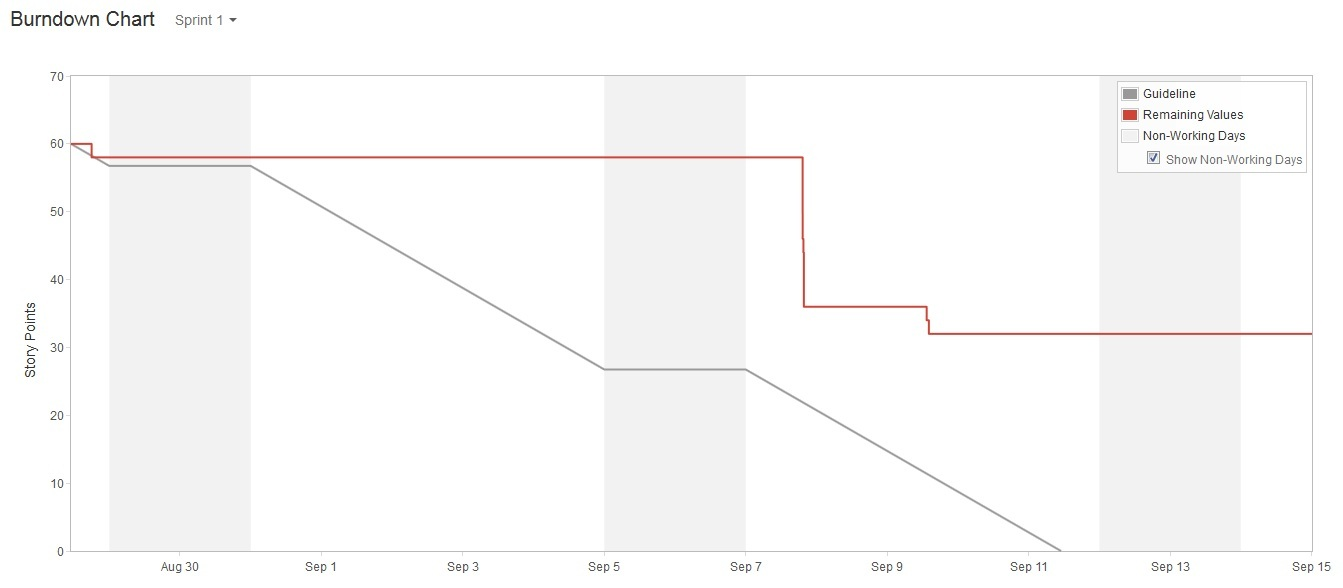 Burndown Chart Sprint 1
70
60
50
40
30
20
10
0
Story Points
Guideline
Remaining Values
Non-Working Days
Show Non-Working Days
Aug 30 Sep 1 Sep 3 Sep 5 Sep 7 Sep 9 Sep 11 Sep 13 Sep 15